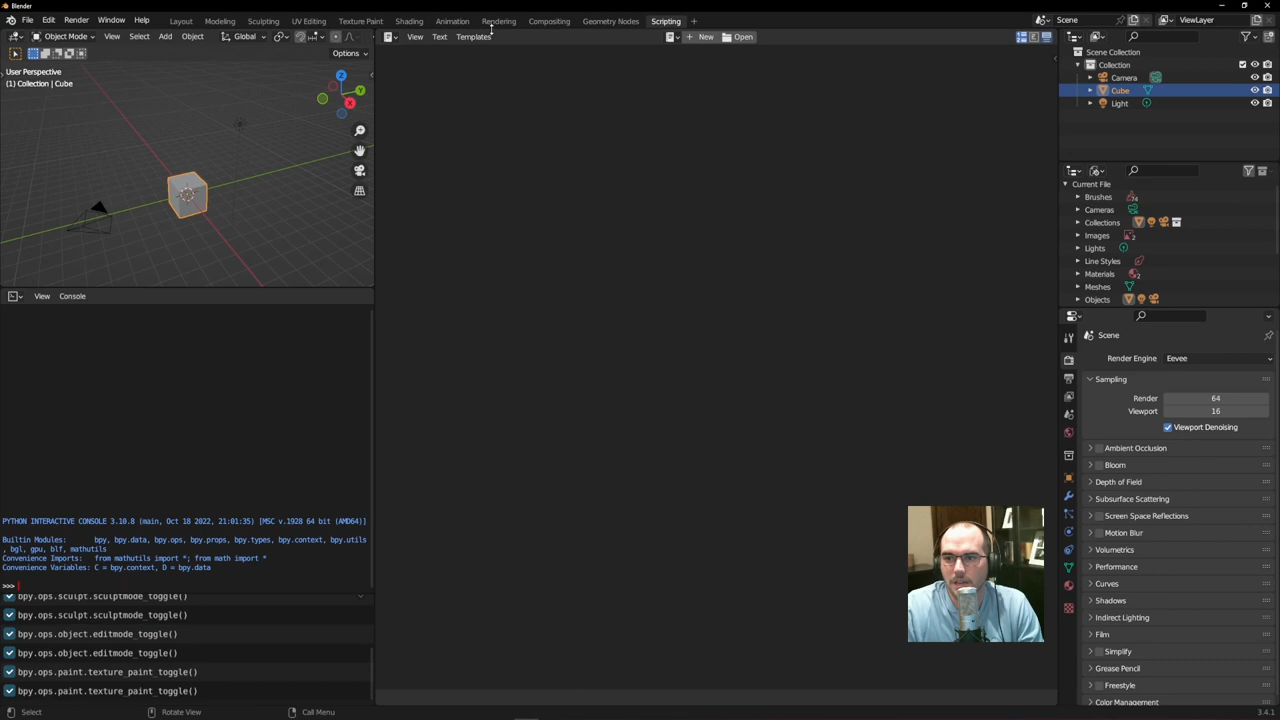 Blender
File Edit Render Window Help Layout Modeling Sculpting UV Editing Texture Paint Shading Animation Rendering Compositing Geometry Nodes Scripting + Scene ViewLayer
Object Mode View Select Add Object Global
Options
User Perspective
(1) Collection | Cube
Z
Y
X
View Text Templates + New Open
Scene Collection
Collection
Camera
Cube
Light
Current File
Brushes 74
Cameras
Collections
Images 2
Lights
Line Styles
Materials 2
Meshes
Objects
View Console
PYTHON INTERACTIVE CONSOLE 3.10.8 (main, Oct 18 2022, 21:01:35) [MSC v.1928 64 bit (AMD64)]
Builtin Modules: bpy, bpy.data, bpy.ops, bpy.props, bpy.types, bpy.context, bpy.utils
, bgl, gpu, blf, mathutils
Convenience Imports: from mathutils import *; from math import *
Convenience Variables: C = bpy.context, D = bpy.data
>>>
bpy.ops.sculpt.sculptmode_toggle()
bpy.ops.sculpt.sculptmode_toggle()
bpy.ops.object.editmode_toggle()
bpy.ops.object.editmode_toggle()
bpy.ops.paint.texture_paint_toggle()
bpy.ops.paint.texture_paint_toggle()
Scene
Render Engine Eevee
Sampling
Render 64
Viewport 16
Viewport Denoising
Ambient Occlusion
Bloom
Depth of Field
Subsurface Scattering
Screen Space Reflections
Motion Blur
Volumetrics
Performance
Curves
Shadows
Indirect Lighting
Film
Simplify
Grease Pencil
Freestyle
Color Management
Select Rotate View Call Menu 3.4.1